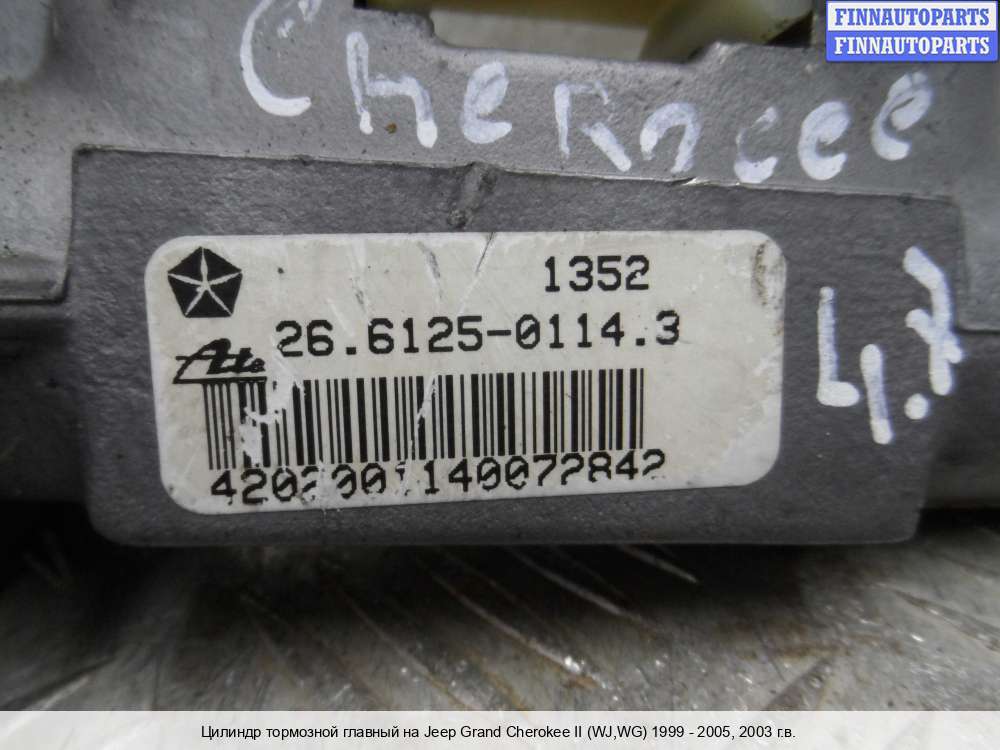 FINNAUTOPARTS
FINNAUTOPARTS
Cherocee
4.7
1352
26.6125-0114.3
Ate
Цилиндр тормозной главный на Jeep Grand Cherokee II (WJ,WG) 1999 - 2005, 2003 г.в.